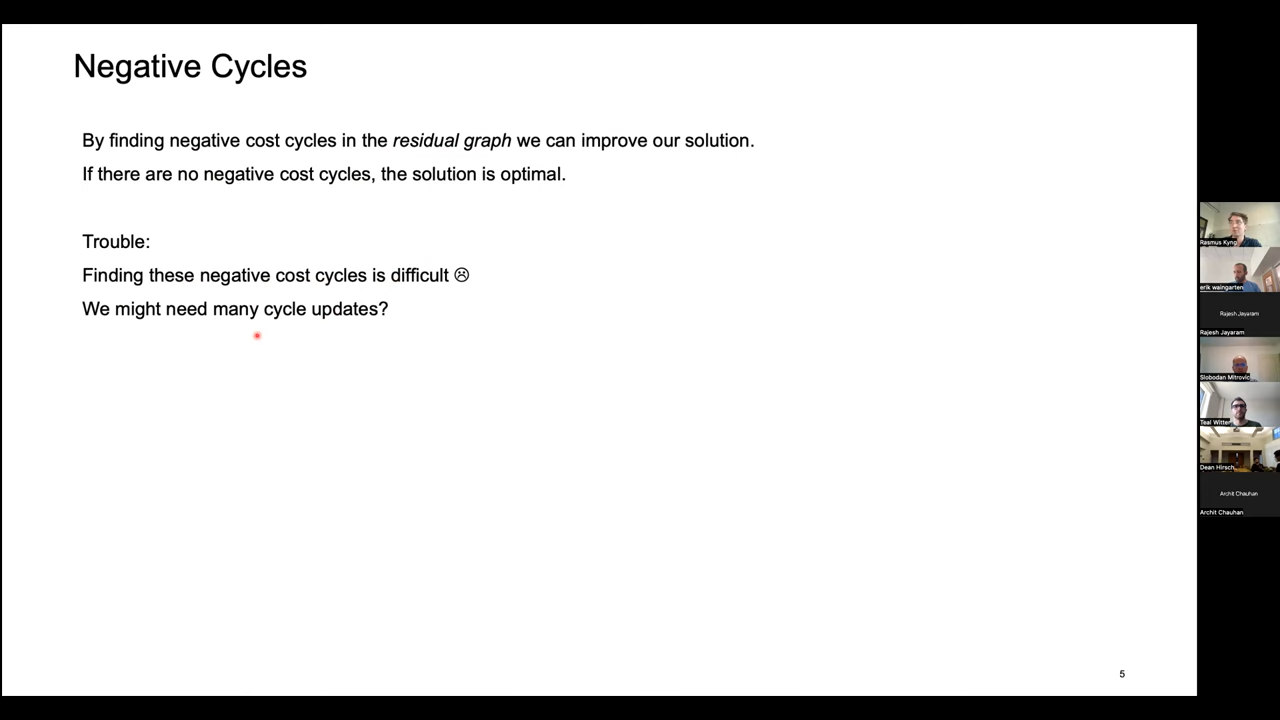 Negative Cycles
By finding negative cost cycles in the residual graph we can improve our solution.
If there are no negative cost cycles, the solution is optimal.
Trouble:
Finding these negative cost cycles is difficult ☹
We might need many cycle updates?
5
Rasmus Kyng
erik waingarten
Rajesh Jayaram
Rajesh Jayaram
Slobodan Mitrovic
Teal Witter
Dean Hirsch
Archit Chauhan
Archit Chauhan